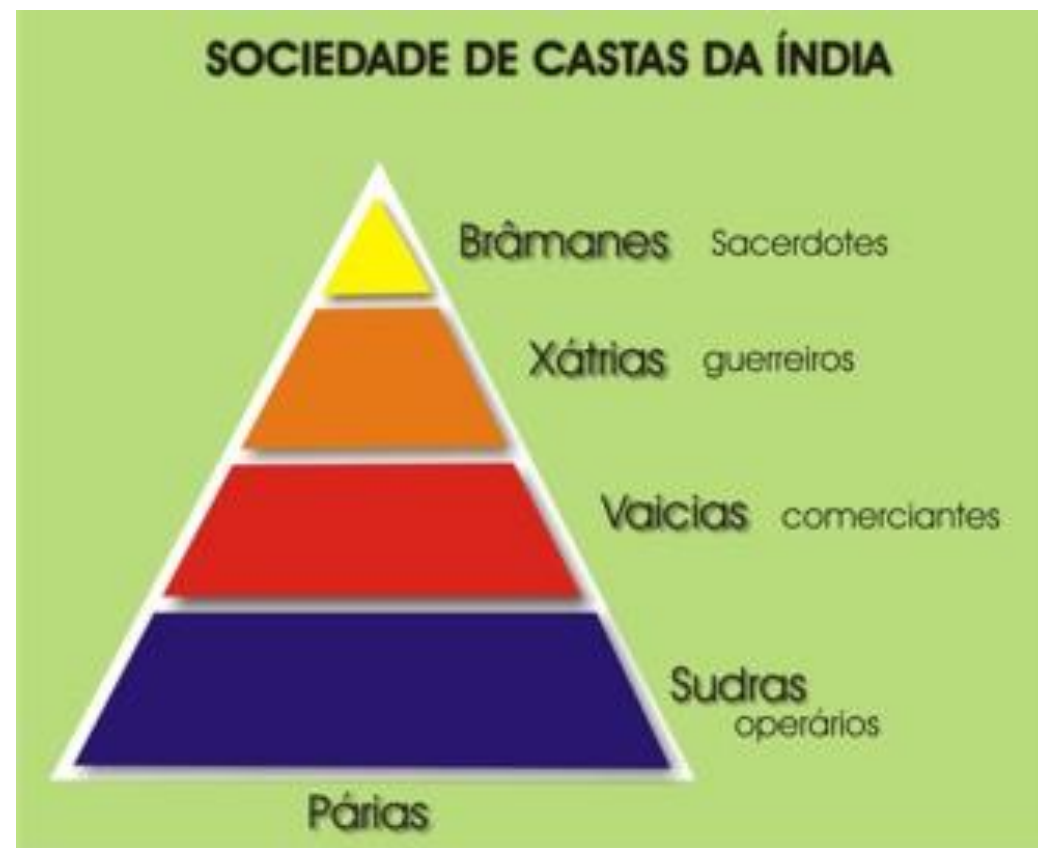 SOCIEDADE DE CASTAS DA ÍNDIA
Brâmanes Sacerdotes
Xátrias guerreiros
Vaicias comerciantes
Sudras
operários
Párias